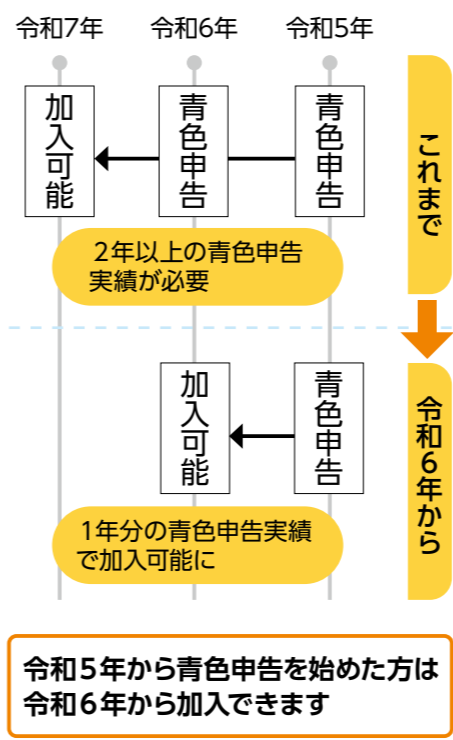 令和7年
令和6年
令和5年
これまで
青色申告
青色申告
加入可能
2年以上の青色申告
実績が必要
令和6年から
青色申告
加入可能
1年分の青色申告実績
で加入可能に
令和5年から青色申告を始めた方は
令和6年から加入できます